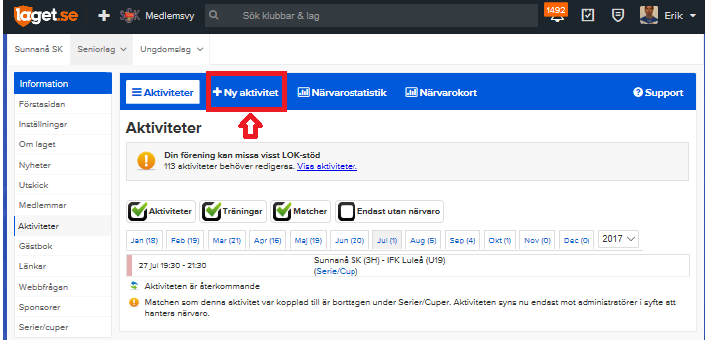 laget.se
Medlemsvy
Sök klubbar & lag
1492
Erik
Sunnanå SK
Seniorlag
Ungdomslag
Information
Förstasidan
Inställningar
Om laget
Nyheter
Utskick
Medlemmar
Aktiviteter
Gästbok
Länkar
Webbfrågan
Sponsorer
Serier/cuper
Aktiviteter
Ny aktivitet
Närvarostatistik
Närvarokort
Support
Aktiviteter
Din förening kan missa visst LOK-stöd
113 aktiviteter behöver redigeras. Visa aktiviteter.
Aktiviteter
Träningar
Matcher
Endast utan närvaro
Jan (18) Feb (19) Mar (21) Apr (16) Maj (19) Jun (20) Jul (1) Aug (5) Sep (4) Okt (1) Nov (0) Dec (0) 2017
27 jul 19:30 - 21:30
Sunnanå SK (3H) - IFK Luleå (U19)
(Serie/Cup)
Aktiviteten är återkommande
Matchen som denna aktivitet var kopplad till är borttagen under Serier/Cuper. Aktiviteten syns nu endast mot administratörer i syfte att
hantera närvaro.